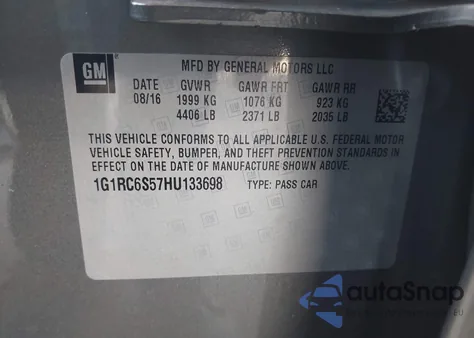 GM
MFD BY GENERAL MOTORS LLC
DATE GVWR GAWR FRT GAWR RR
08/16 1999 KG 1076 KG 923 KG
4406 LB 2371 LB 2035 LB
THIS VEHICLE CONFORMS TO ALL APPLICABLE U.S. FEDERAL MOTOR
VEHICLE SAFETY, BUMPER, AND THEFT PREVENTION STANDARDS IN
EFFECT ON THE DATE OF MANUFACTURE SHOWN ABOVE.
1G1RC6S57HU133698 TYPE: PASS CAR
autoSnap